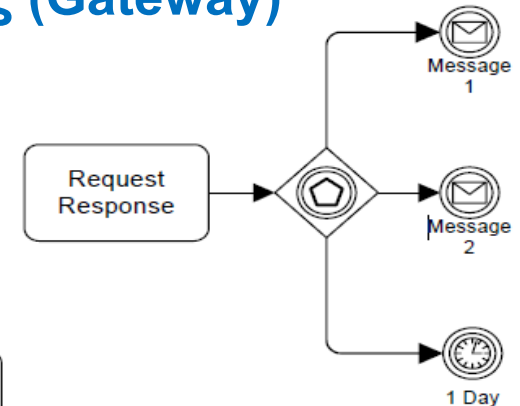 s (Gateway)
Message
1
Request
Response
Message
2
1 Day